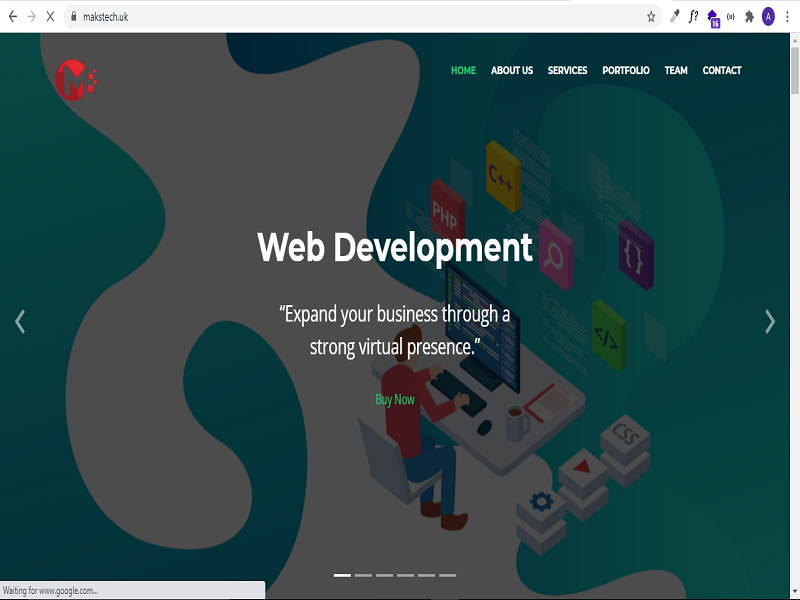 makstech.uk
f?
16
A
M
HOME ABOUT US SERVICES PORTFOLIO TEAM CONTACT
C++
PHP
Web Development
{ }
“Expand your business through a
strong virtual presence.”
</>
Buy Now
CSS
Waiting for www.google.com...